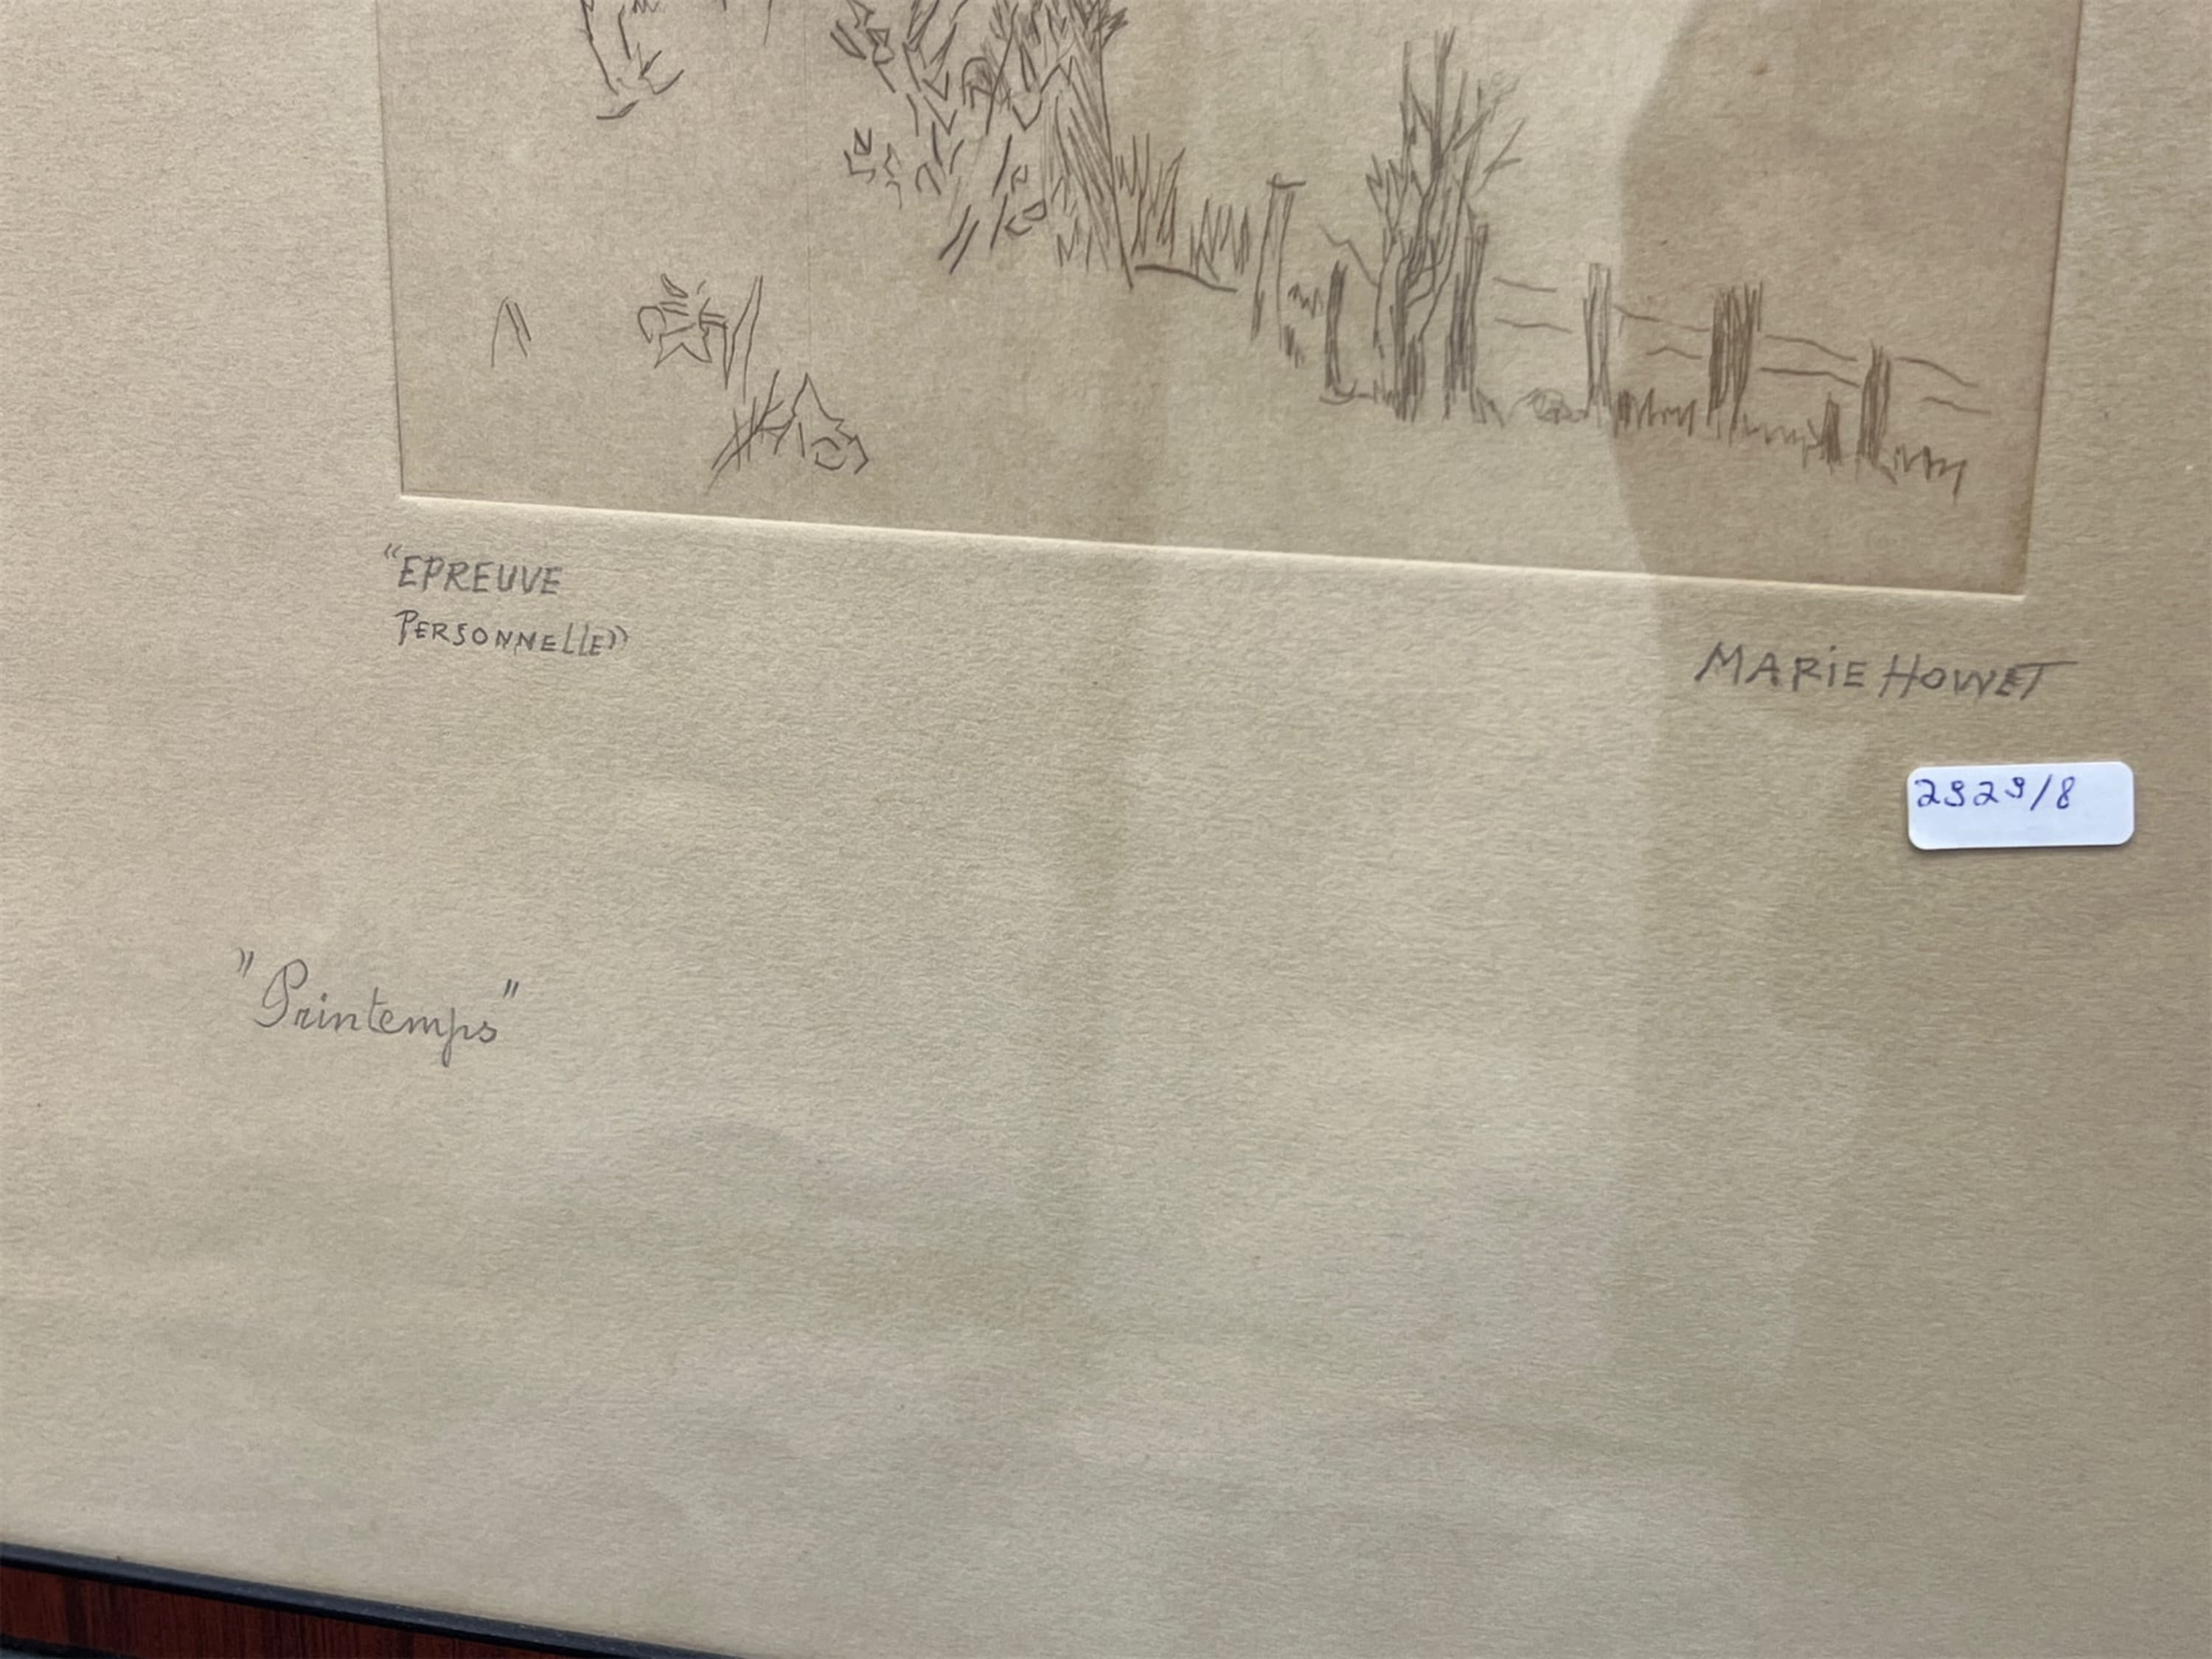 "EPREUVE
PERSONNELLE"
MARIE HOWET
2929/8
"Printemps"